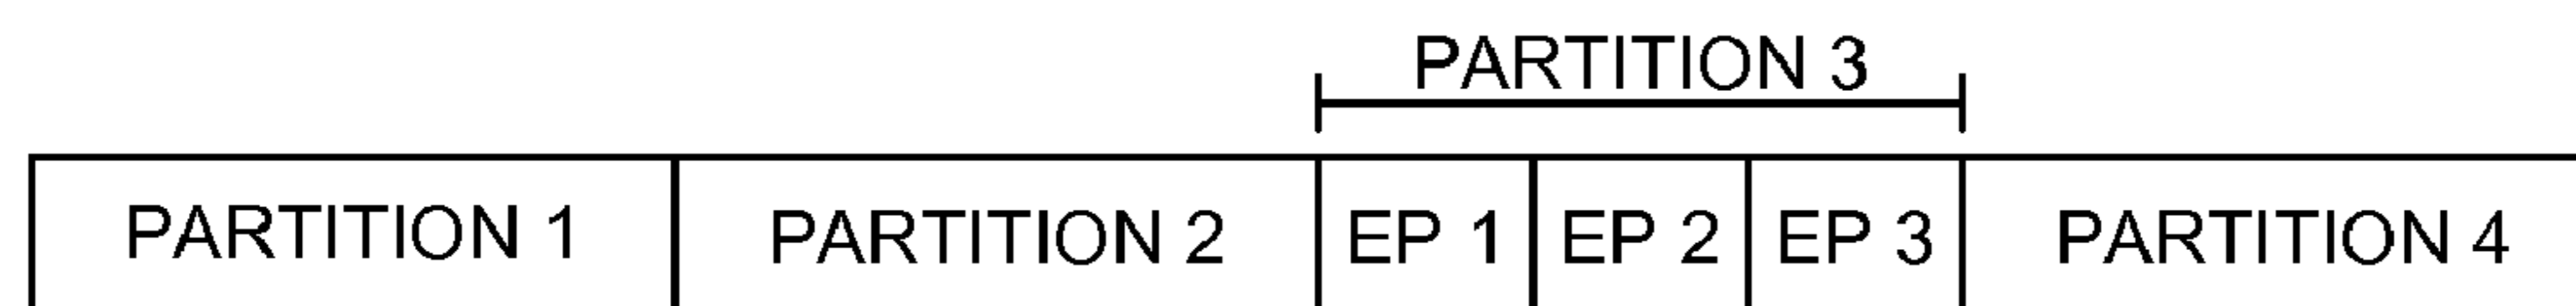 PARTITION 3
PARTITION 1 PARTITION 2 EP 1 EP 2 EP 3 PARTITION 4